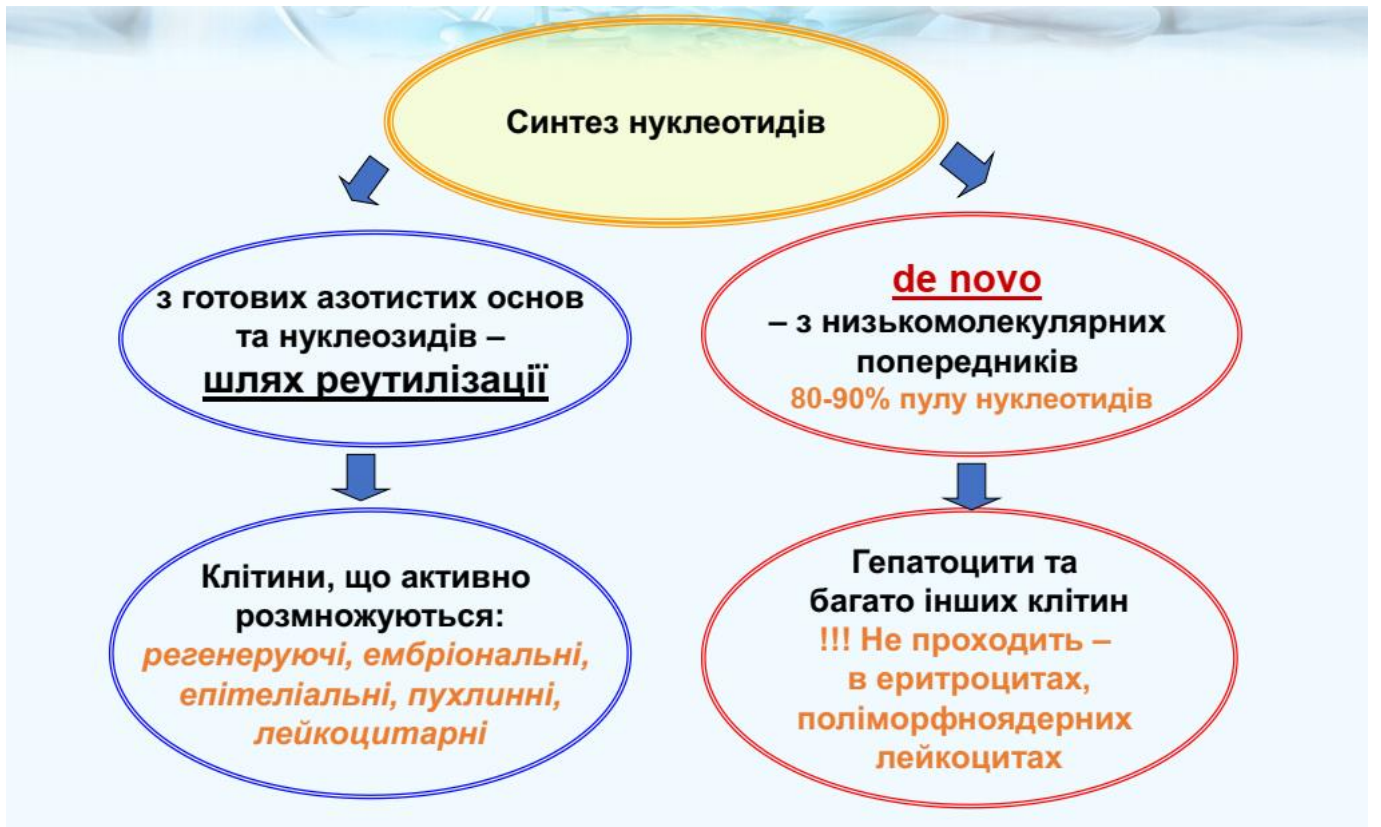 Синтез нуклеотидів
з готових азотистих основ
та нуклеозидів –
шлях реутилізації
de novo
– з низькомолекулярних
попередників
80-90% пулу нуклеотидів
Клітини, що активно
розмножуються:
регенеруючі, ембріональні,
епітеліальні, пухлинні,
лейкоцитарні
Гепатоцити та
багато інших клітин
!!! Не проходить –
в еритроцитах,
поліморфноядерних
лейкоцитах